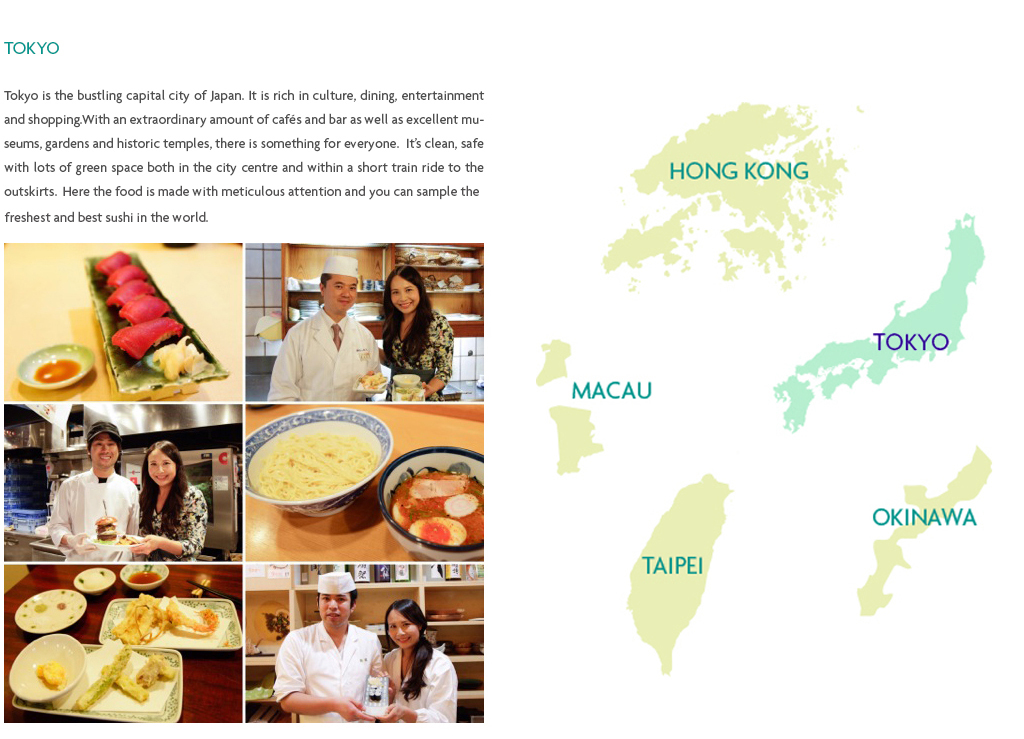 TOKYO
Tokyo is the bustling capital city of Japan. It is rich in culture, dining, entertainment
and shopping.With an extraordinary amount of cafés and bar as well as excellent mu-
seums, gardens and historic temples, there is something for everyone.  It's clean, safe
with lots of green space both in the city centre and within a short train ride to the
outskirts.  Here the food is made with meticulous attention and you can sample the
freshest and best sushi in the world.
HONG KONG
TOKYO
MACAU
OKINAWA
TAIPEI